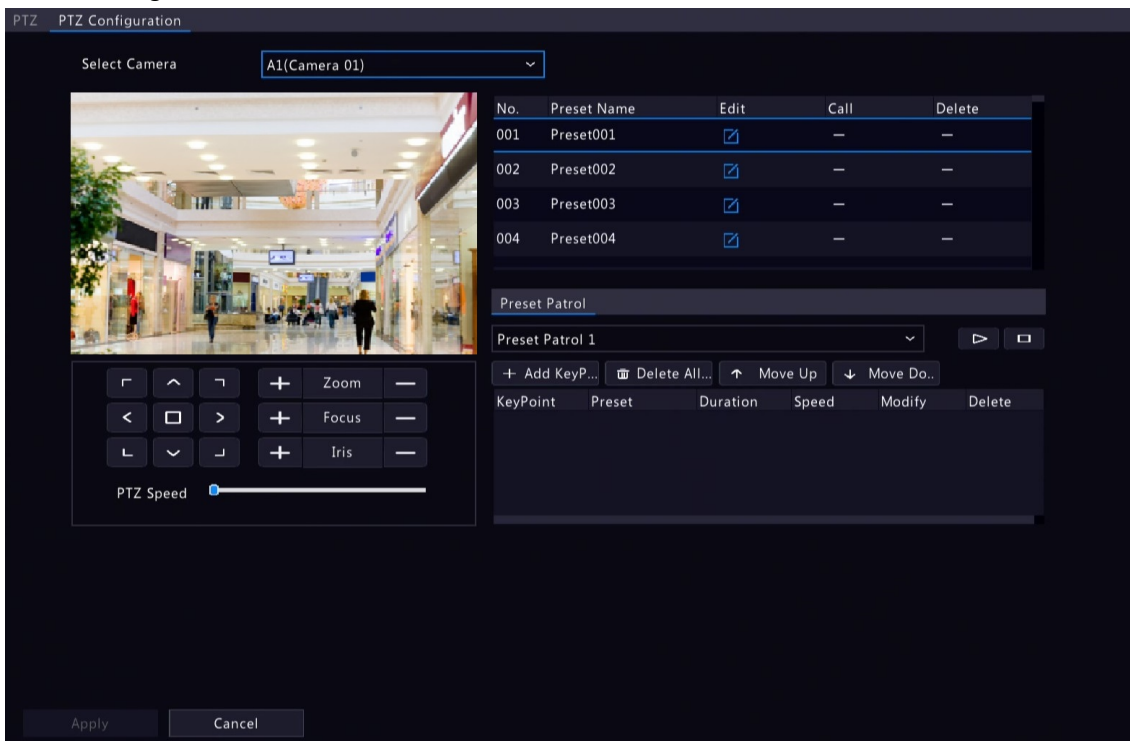 PTZ PTZ Configuration
Select Camera A1(Camera 01)
No. Preset Name Edit Call Delete
001 Preset001
002 Preset002
003 Preset003
004 Preset004
Preset Patrol
Preset Patrol 1
Add KeyP... Delete All... Move Up Move Do..
KeyPoint Preset Duration Speed Modify Delete
Zoom
Focus
Iris
PTZ Speed
Apply Cancel